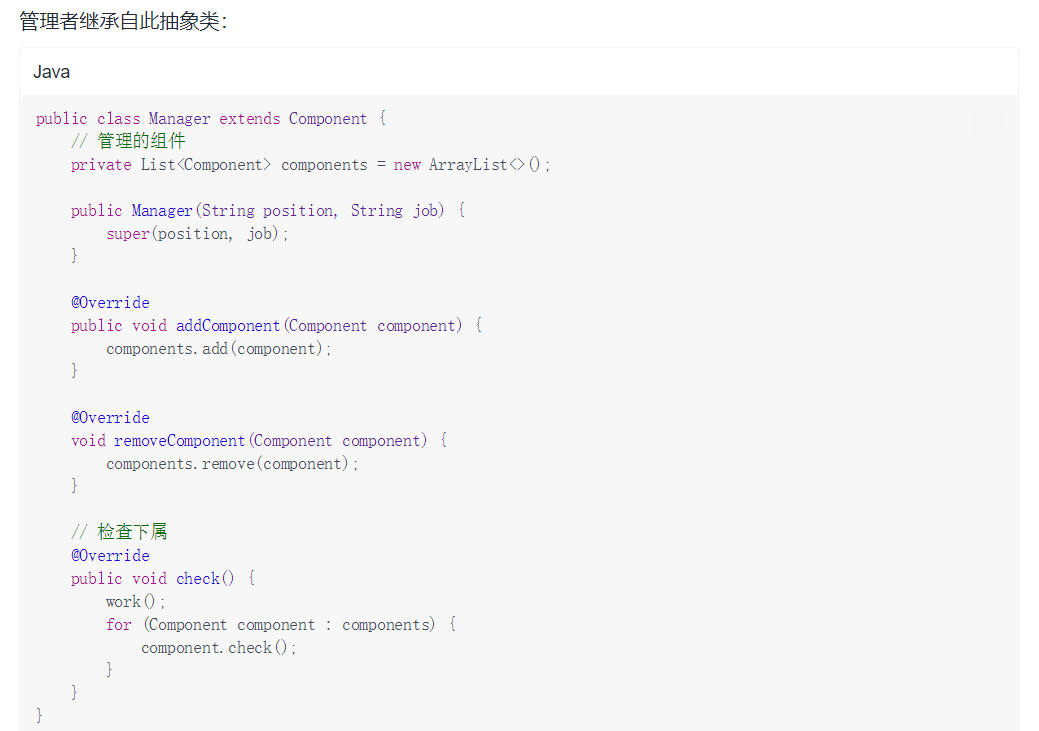 管理者继承自此抽象类：
Java
public class Manager extends Component {
    // 管理的组件
    private List<Component> components = new ArrayList<>();

    public Manager(String position, String job) {
        super(position, job);
    }

    @Override
    public void addComponent(Component component) {
        components.add(component);
    }

    @Override
    void removeComponent(Component component) {
        components.remove(component);
    }

    // 检查下属
    @Override
    public void check() {
        work();
        for (Component component : components) {
            component.check();
        }
    }
}